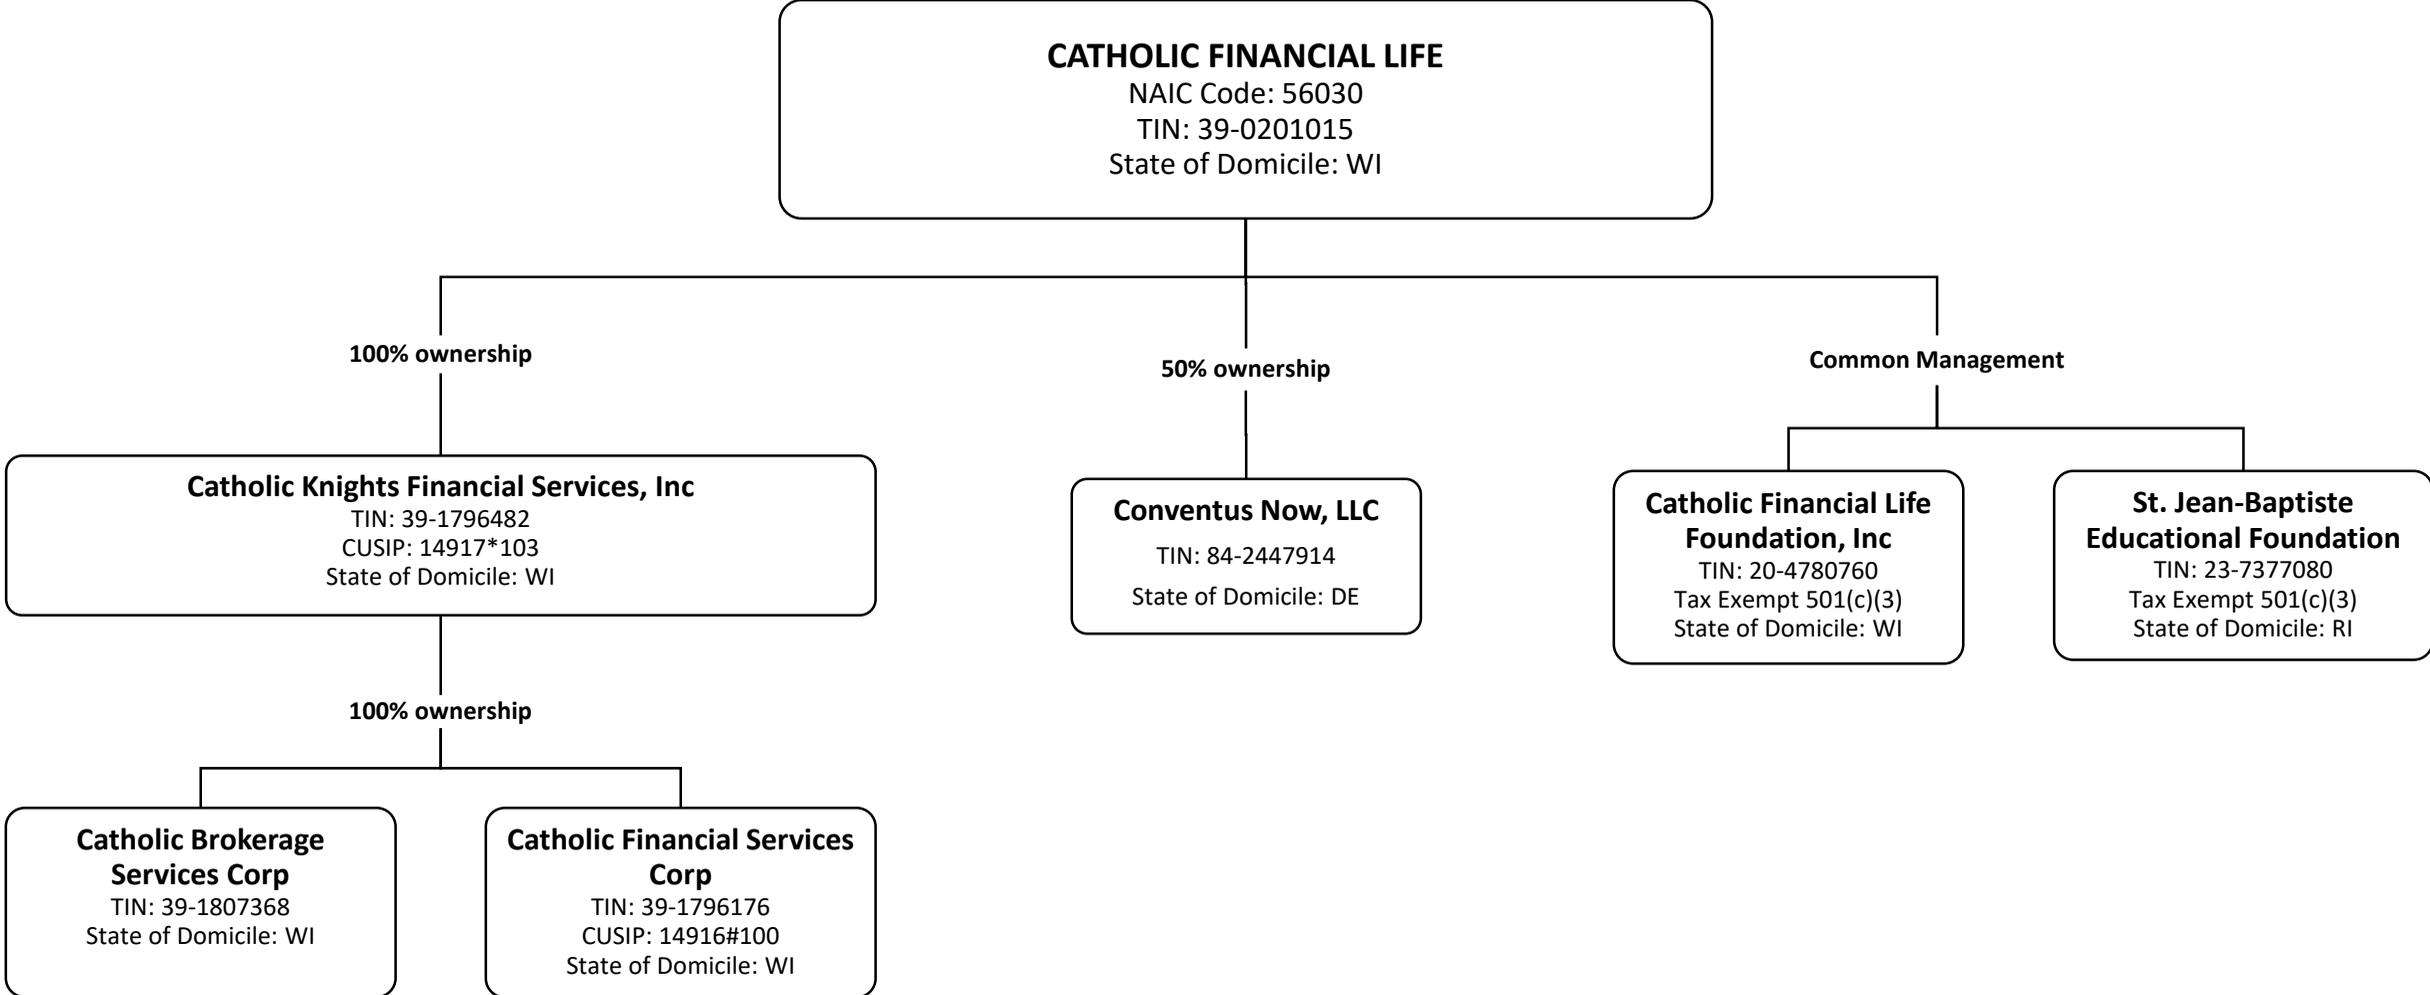 CATHOLIC FINANCIAL LIFE
NAIC Code: 56030
TIN: 39-0201015
State of Domicile: WI
100% ownership
50% ownership
Common Management
Catholic Knights Financial Services, Inc
TIN: 39-1796482
CUSIP: 14917*103
State of Domicile: WI
Conventus Now, LLC
TIN: 84-2447914
State of Domicile: DE
Catholic Financial Life
Foundation, Inc
TIN: 20-4780760
Tax Exempt 501(c)(3)
State of Domicile: WI
St. Jean-Baptiste
Educational Foundation
TIN: 23-7377080
Tax Exempt 501(c)(3)
State of Domicile: RI
100% ownership
Catholic Brokerage
Services Corp
TIN: 39-1807368
State of Domicile: WI
Catholic Financial Services
Corp
TIN: 39-1796176
CUSIP: 14916#100
State of Domicile: WI